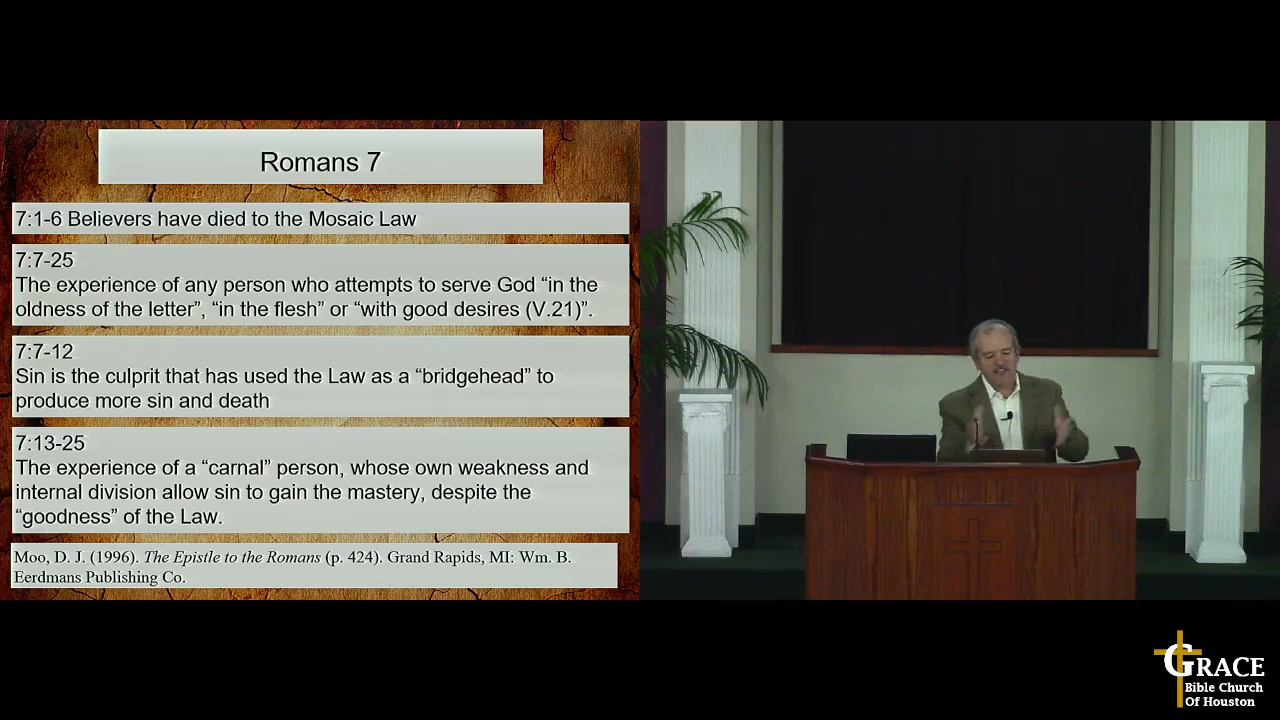 Romans 7
7:1-6 Believers have died to the Mosaic Law
7:7-25
The experience of any person who attempts to serve God “in the
oldness of the letter”, “in the flesh” or “with good desires (V.21)”.
7:7-12
Sin is the culprit that has used the Law as a “bridgehead” to
produce more sin and death
7:13-25
The experience of a “carnal” person, whose own weakness and
internal division allow sin to gain the mastery, despite the
“goodness” of the Law.
Moo, D. J. (1996). The Epistle to the Romans (p. 424). Grand Rapids, MI: Wm. B.
Eerdmans Publishing Co.
GRACE
Bible Church
Of Houston